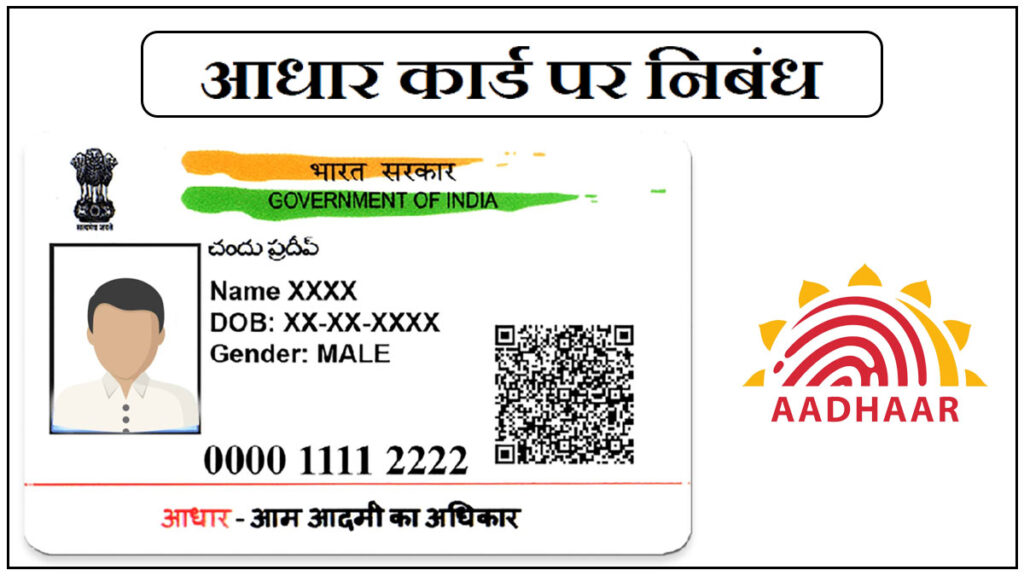 आधार कार्ड पर निबंध
भारत सरकार
GOVERNMENT OF INDIA
सत्यमेव जयते
చందు ప్రదీప్
Name XXXX
DOB: XX-XX-XXXX
Gender: MALE
0000 1111 2222
आधार - आम आदमी का अधिकार
AADHAAR